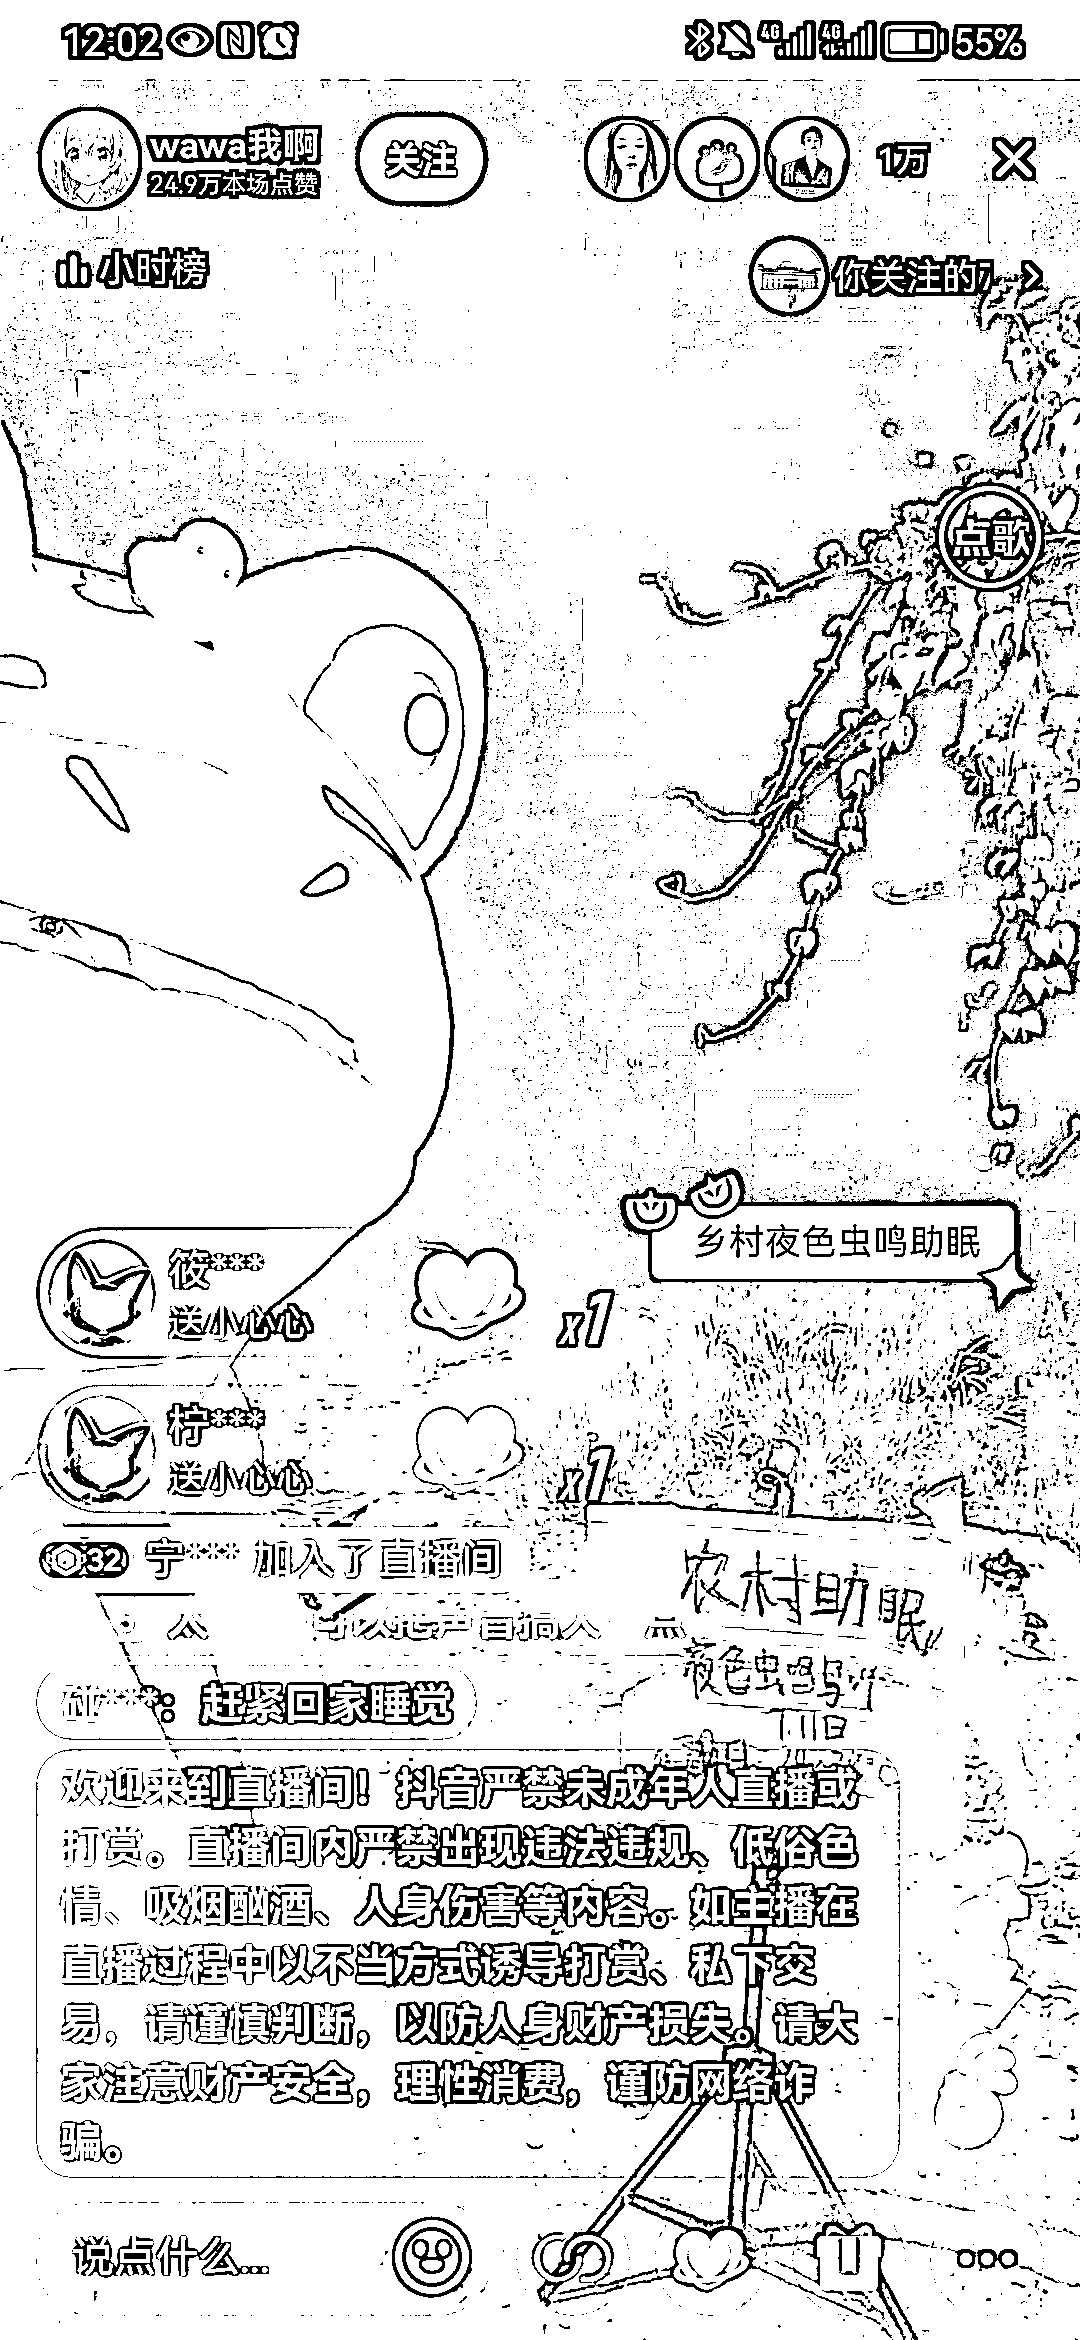 12:02
4G 4G 55%
wawa我啊
24.9万本场点赞
关注
1万
小时榜
你关注的
点歌
乡村夜色虫鸣助眠
筱***
送小心心
x1
柠***
送小心心
x1
32 宁*** 加入了直播间
农村助眠
夜色虫鸣
碰***：赶紧回家睡觉
欢迎来到直播间！抖音严禁未成年人直播或
打赏。直播间内严禁出现违法违规、低俗色
情、吸烟酗酒、人身伤害等内容。如主播在
直播过程中以不当方式诱导打赏、私下交
易，请谨慎判断，以防人身财产损失。请大
家注意财产安全，理性消费，谨防网络诈
骗。
说点什么...